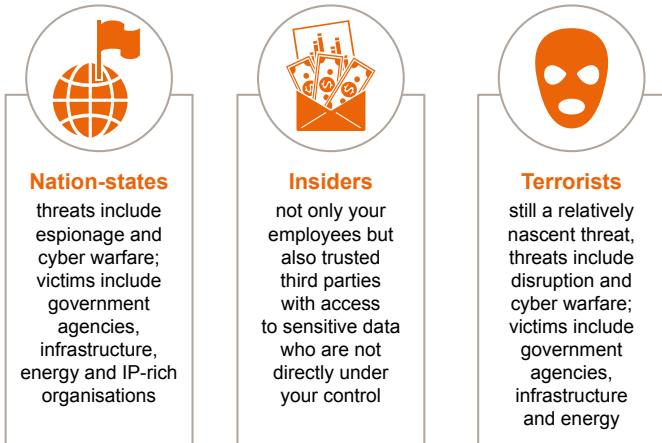 Nation-states
threats include
espionage and
cyber warfare;
victims include
government
agencies,
infrastructure,
energy and IP-rich
organisations
Insiders
not only your
employees but
also trusted
third parties
with access
to sensitive data
who are not
directly under
your control
Terrorists
still a relatively
nascent threat,
threats include
disruption and
cyber warfare;
victims include
government
agencies,
infrastructure
and energy